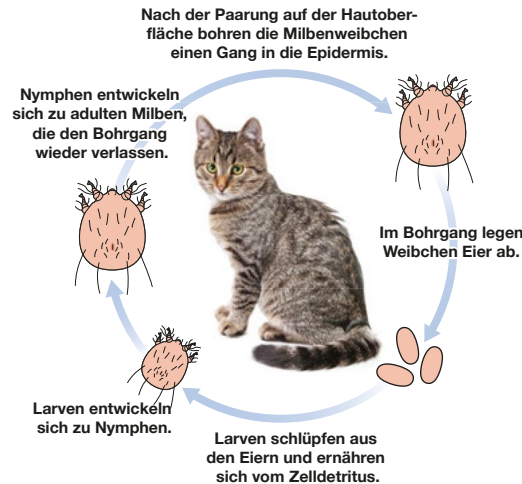 Nach der Paarung auf der Hautober-
fläche bohren die Milbenweibchen
einen Gang in die Epidermis.
Nymphen entwickeln
sich zu adulten Milben,
die den Bohrgang
wieder verlassen.
Im Bohrgang legen
Weibchen Eier ab.
Larven entwickeln
sich zu Nymphen.
Larven schlüpfen aus
den Eiern und ernähren
sich vom Zelldetritus.